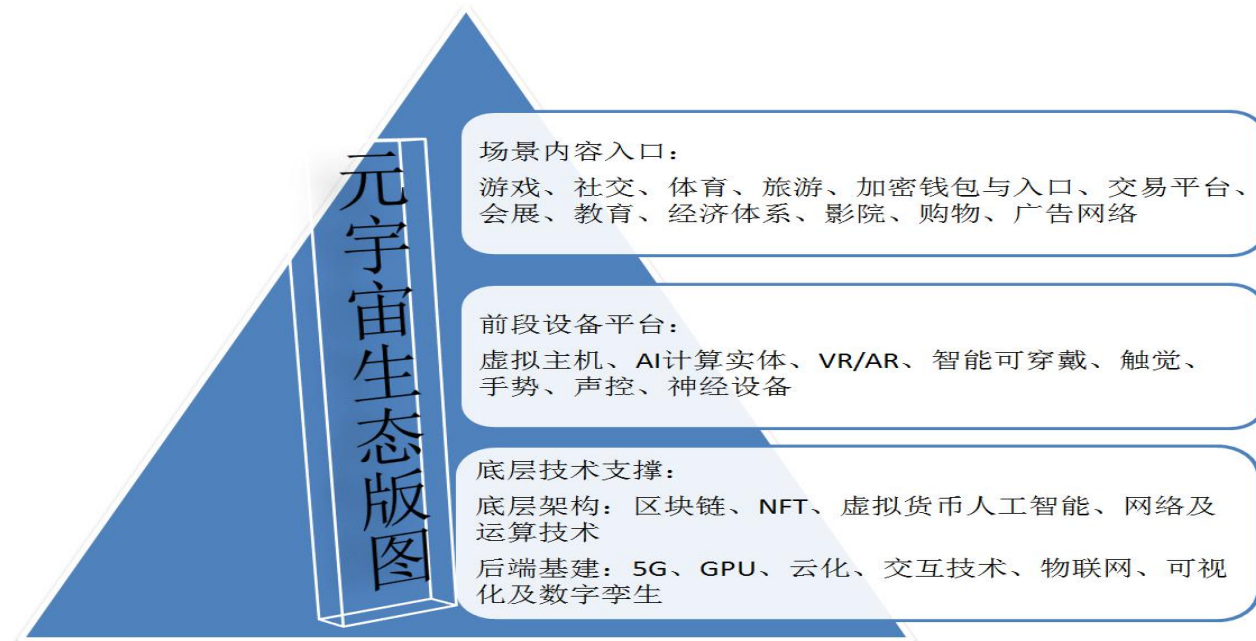 元宇宙生态版图
场景内容入口：
游戏、社交、体育、旅游、加密钱包与入口、交易平台、
会展、教育、经济体系、影院、购物、广告网络
前段设备平台：
虚拟主机、AI计算实体、VR/AR、智能可穿戴、触觉、
手势、声控、神经设备
底层技术支撑：
底层架构：区块链、NFT、虚拟货币人工智能、网络及
运算技术
后端基建：5G、GPU、云化、交互技术、物联网、可视
化及数字孪生